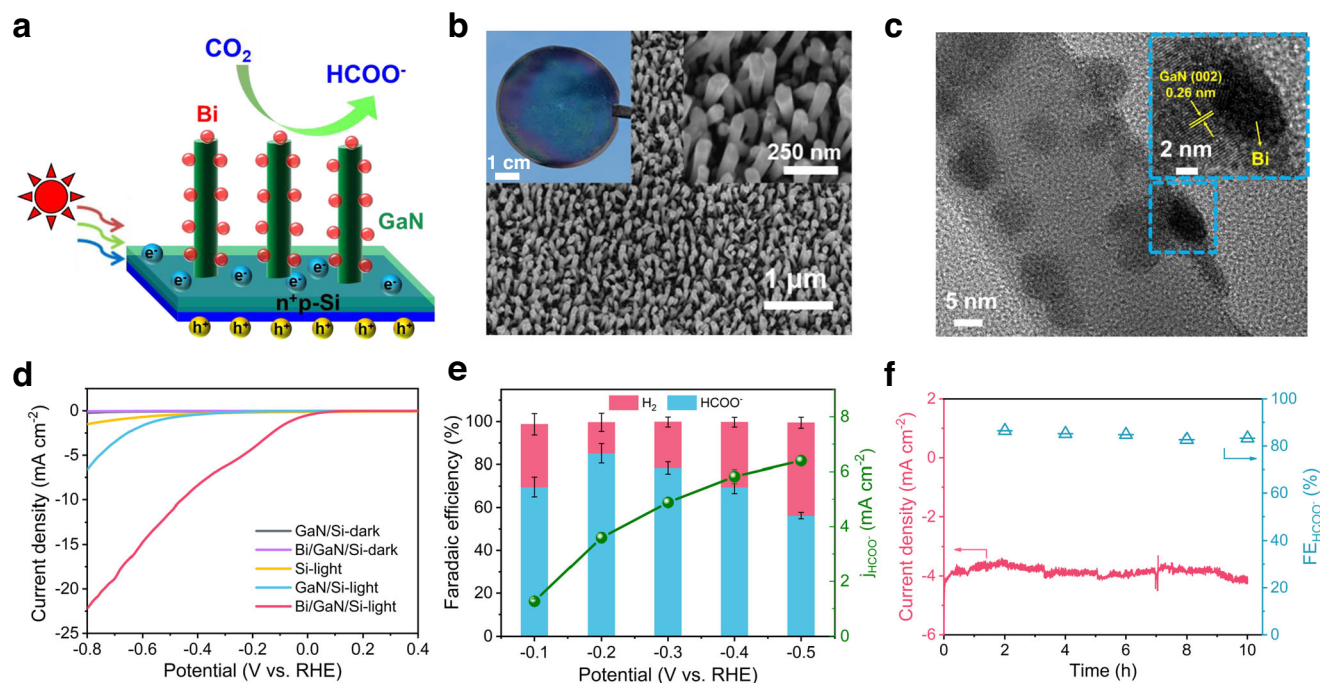 a
CO2
HCOO-
Bi
GaN
e- e- e- e- e- e-
n+p-Si
h+ h+ h+ h+ h+ h+
b
1 cm
250 nm
1 μm
c
GaN (002)
0.26 nm
2 nm
Bi
5 nm
d
0
-5
-10
-15
-20
-25
Current density (mA cm-2)
GaN/Si-dark
Bi/GaN/Si-dark
Si-light
GaN/Si-light
Bi/GaN/Si-light
-0.8 -0.6 -0.4 -0.2 0.0 0.2 0.4
Potential (V vs. RHE)
e
H2 HCOO-
100
80
60
40
20
0
Faradaic efficiency (%)
8
6
4
2
0
jHCOO- (mA cm-2)
-0.1 -0.2 -0.3 -0.4 -0.5
Potential (V vs. RHE)
f
2
1
0
-2
-4
-6
Current density (mA cm-2)
100
80
60
40
20
0
FEHCOO- (%)
0 2 4 6 8 10
Time (h)